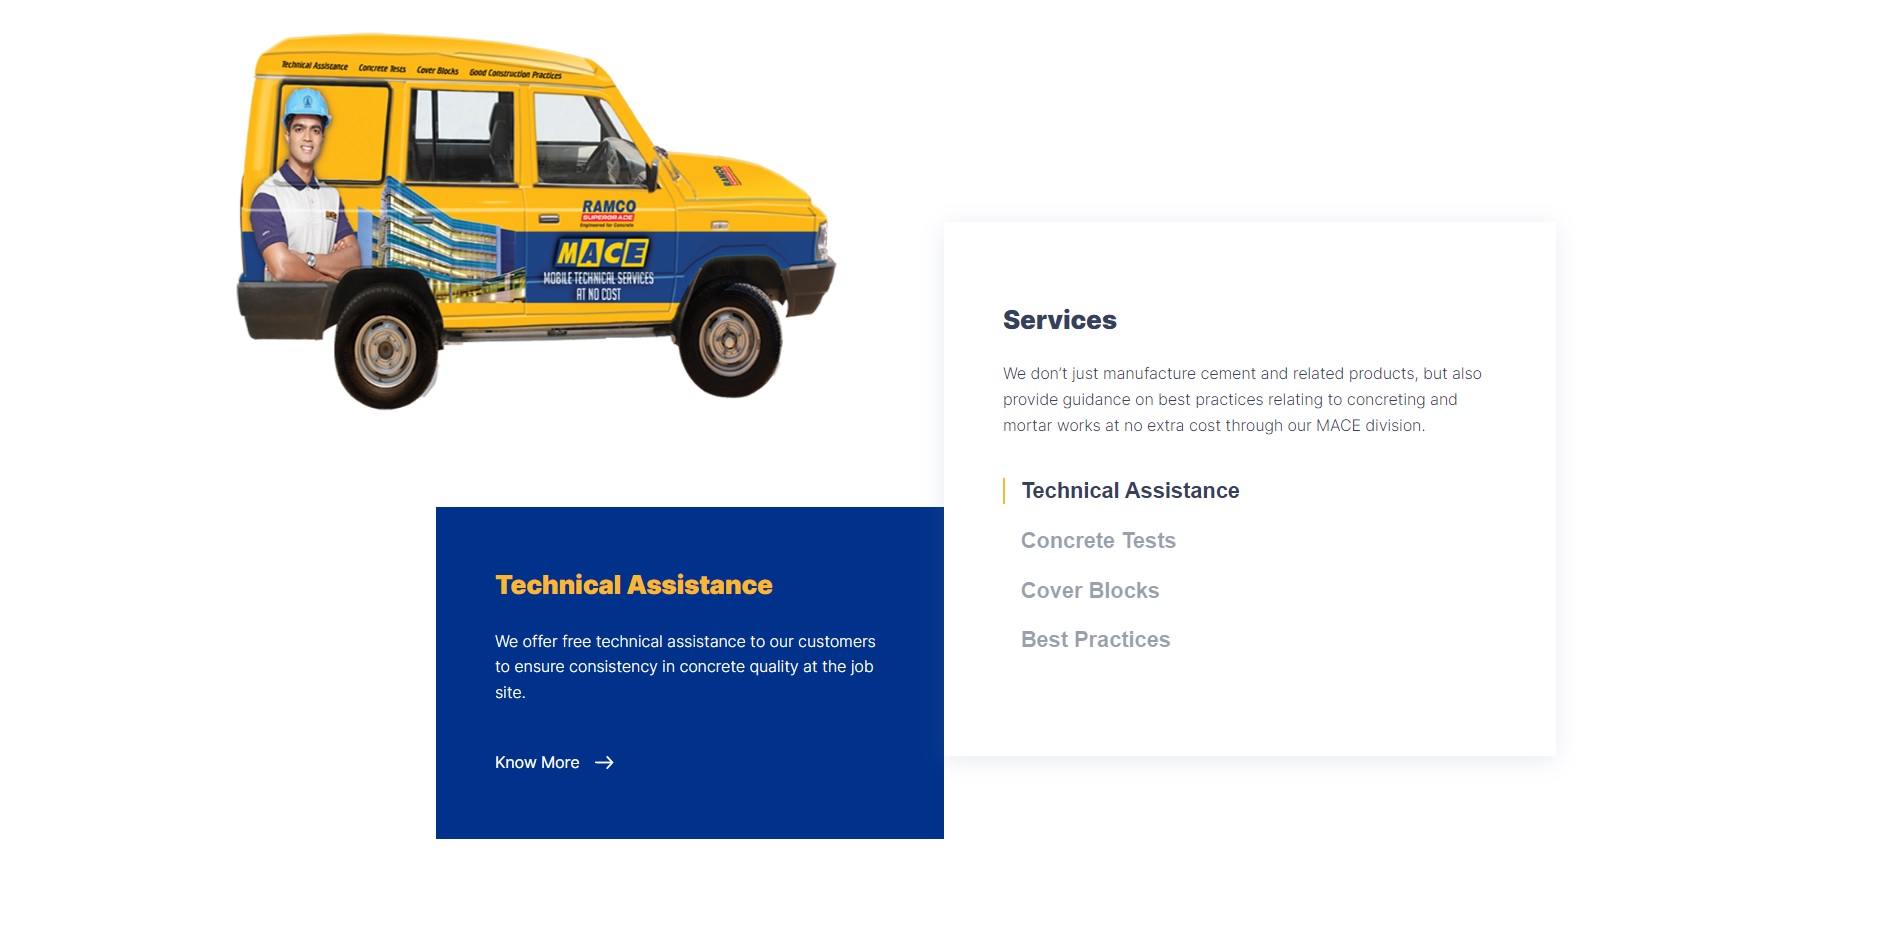 Technical Assistance Concrete Tests Cover Blocks Good Construction Practices
RAMCO
RAMCO
SUPERGRADE
Engineered for Concrete
MACE
MOBILE TECHNICAL SERVICES
AT NO COST
Services
We don’t just manufacture cement and related products, but also
provide guidance on best practices relating to concreting and
mortar works at no extra cost through our MACE division.
Technical Assistance
Concrete Tests
Cover Blocks
Best Practices
Technical Assistance
We offer free technical assistance to our customers
to ensure consistency in concrete quality at the job
site.
Know More